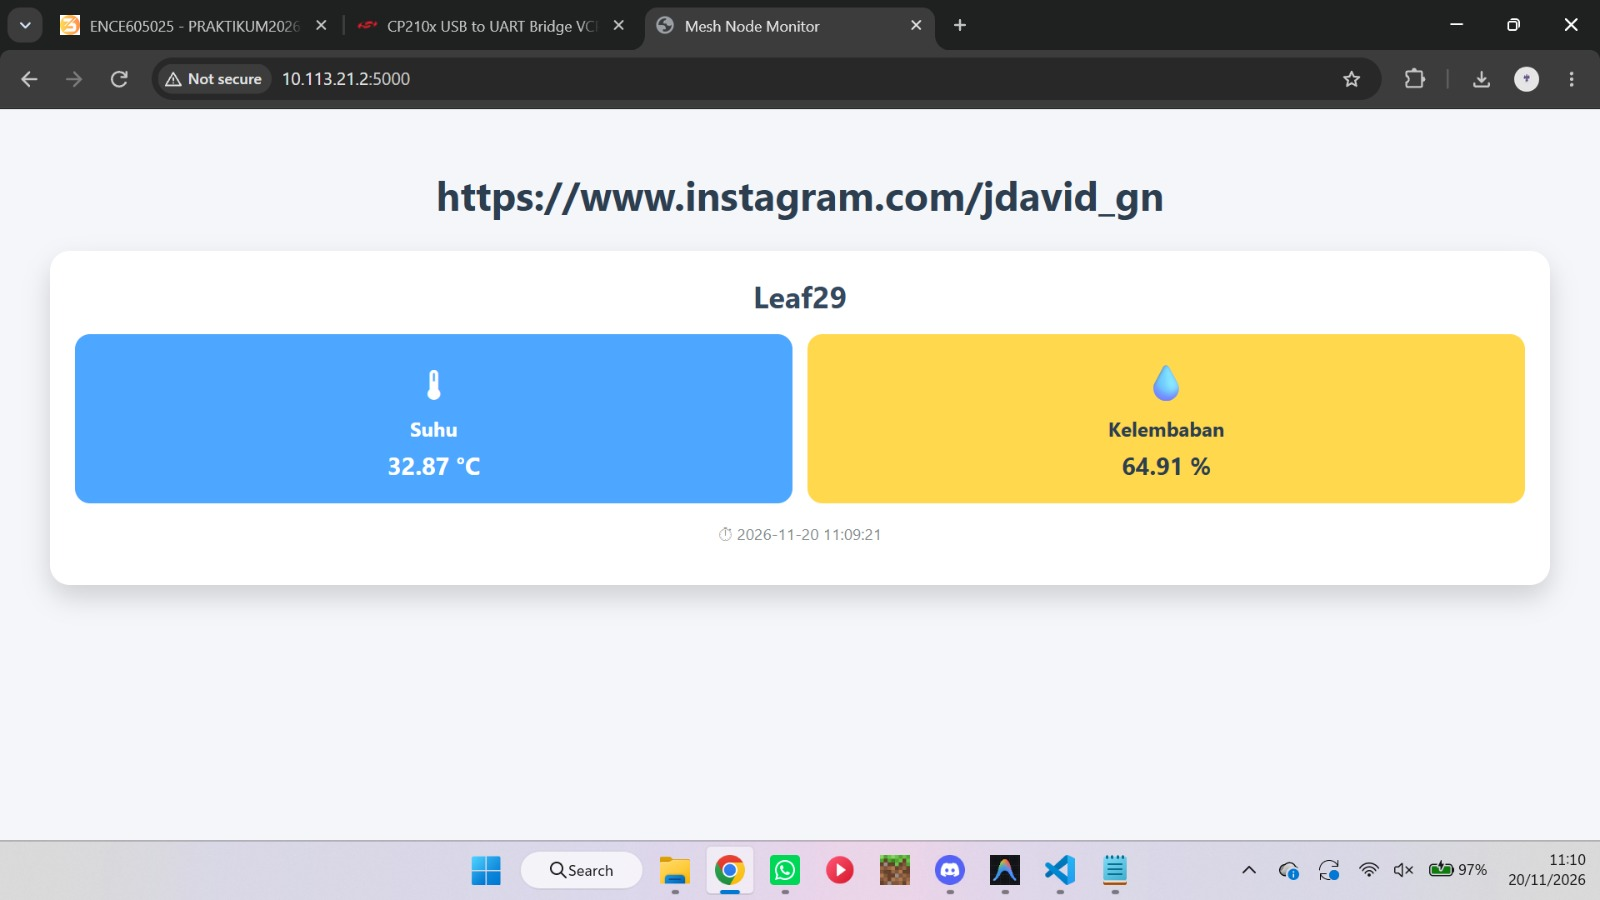 ENCE605025 - PRAKTIKUM2026
CP210x USB to UART Bridge VC
Mesh Node Monitor
Not secure
10.113.21.2:5000
https://www.instagram.com/jdavid_gn
Leaf29
Suhu
32.87 °C
Kelembaban
64.91 %
2026-11-20 11:09:21
Search
97%
11:10
20/11/2026